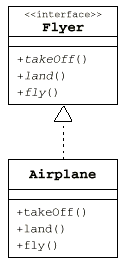 <<interface>>
Flyer
+takeOff()
+land()
+fly()
Airplane
+takeOff()
+land()
+fly()